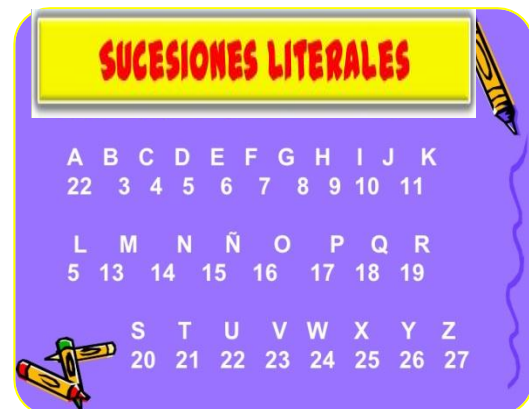 SUCESIONES LITERALES
A B C D E F G H I J K
22 3 4 5 6 7 8 9 10 11
L M N Ñ O P Q R
5 13 14 15 16 17 18 19
S T U V W X Y Z
20 21 22 23 24 25 26 27